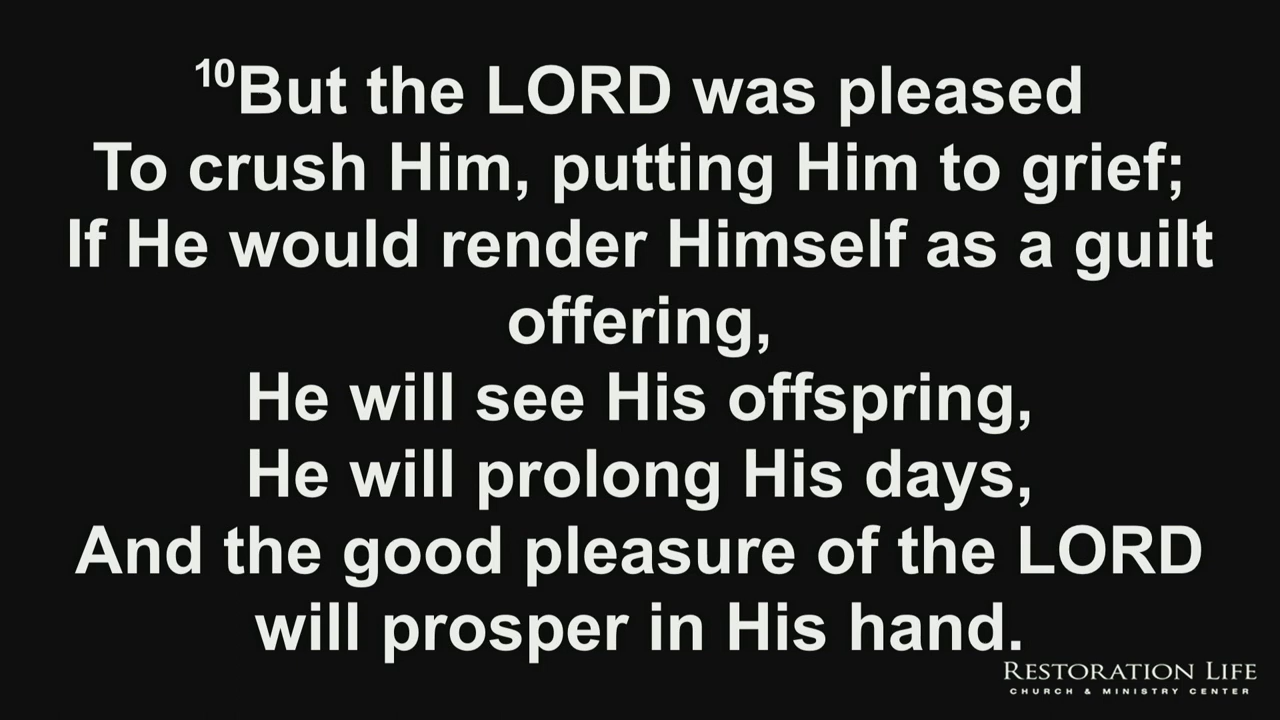 10But the LORD was pleased
To crush Him, putting Him to grief;
If He would render Himself as a guilt
offering,
He will see His offspring,
He will prolong His days,
And the good pleasure of the LORD
will prosper in His hand.
RESTORATION LIFE
CHURCH & MINISTRY CENTER